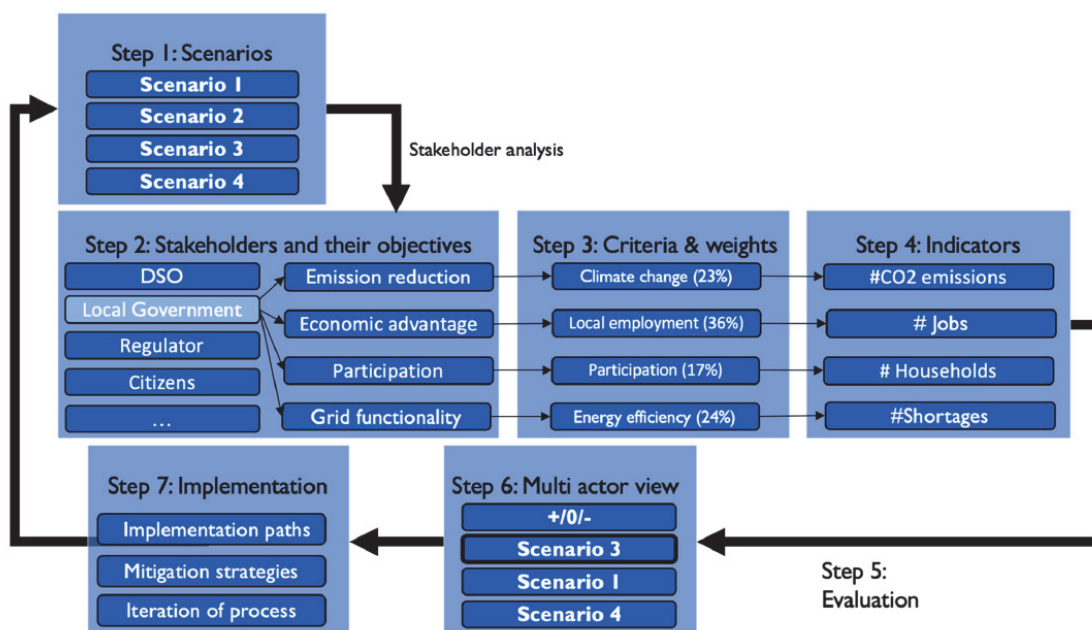 Step 1: Scenarios
Scenario 1
Scenario 2
Scenario 3
Scenario 4
Stakeholder analysis
Step 2: Stakeholders and their objectives
DSO
Local Government
Regulator
Citizens
...
Emission reduction
Economic advantage
Participation
Grid functionality
Step 3: Criteria & weights
Climate change (23%)
Local employment (36%)
Participation (17%)
Energy efficiency (24%)
Step 4: Indicators
#CO2 emissions
# Jobs
# Households
#Shortages
Step 5:
Evaluation
Step 6: Multi actor view
+/0/-
Scenario 3
Scenario 1
Scenario 4
Step 7: Implementation
Implementation paths
Mitigation strategies
Iteration of process